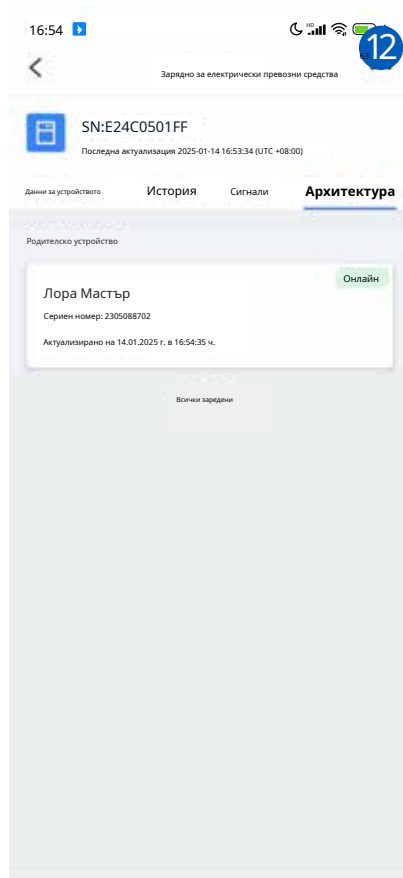 16:54
HD
12
Зарядно за електрически превозни средства
SN:E24C0501FF
Последна актуализация 2025-01-14 16:53:34 (UTC +08:00)
Данни за устройството История Сигнали Архитектура
Родителско устройство
Онлайн
Лора Мастър
Сериен номер: 2305088702
Актуализирано на 14.01.2025 г. в 16:54:35 ч.
Всички заредени